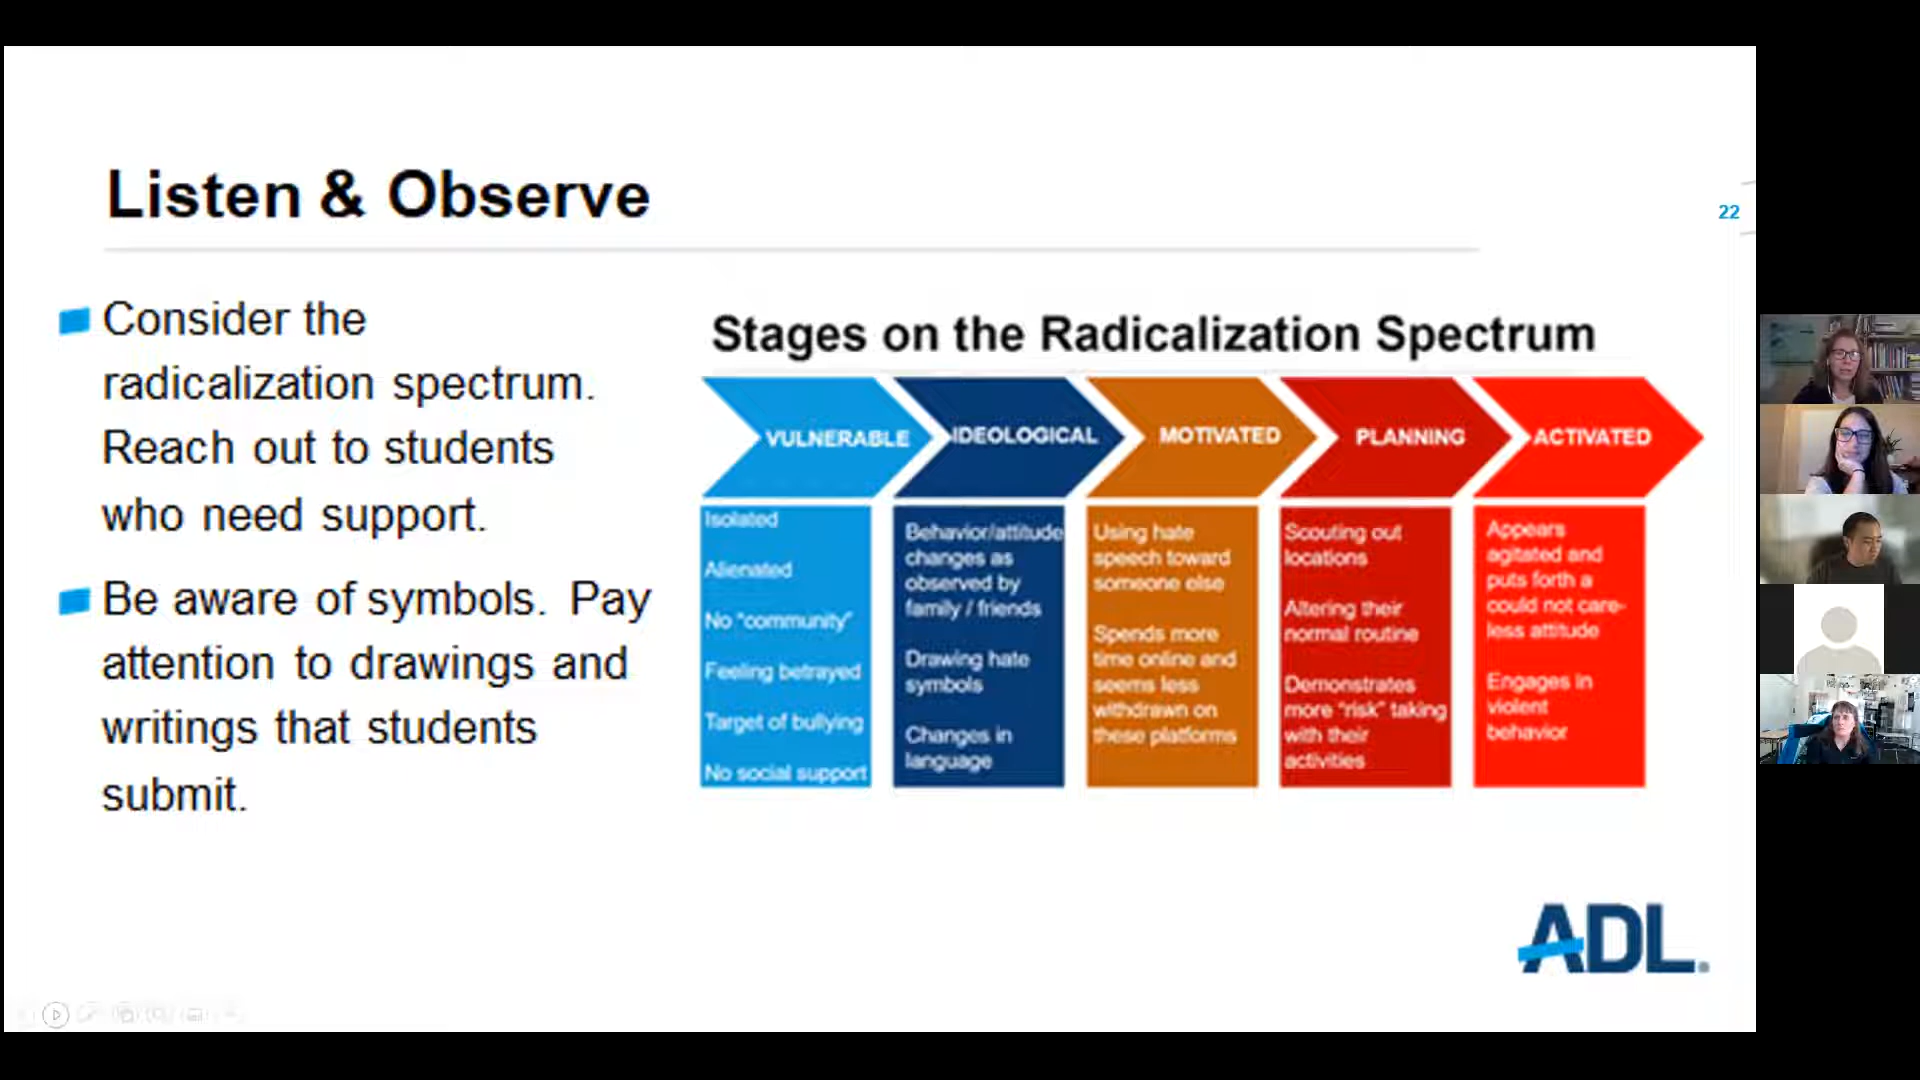 Listen & Observe
22
Consider the
radicalization spectrum.
Reach out to students
who need support.
Be aware of symbols. Pay
attention to drawings and
writings that students
submit.
Stages on the Radicalization Spectrum
VULNERABLE
IDEOLOGICAL
MOTIVATED
PLANNING
ACTIVATED
Isolated
Alienated
No "community"
Feeling betrayed
Target of bullying
No social support
Behavior/attitude
changes as
observed by
family / friends
Drawing hate
symbols
Changes in
language
Using hate
speech toward
someone else
Spends more
time online and
seems less
withdrawn on
these platforms
Scouting out
locations
Altering their
normal routine
Demonstrates
more "risk" taking
with their
activities
Appears
agitated and
puts forth a
could not care-
less attitude
Engages in
violent
behavior
ADL.